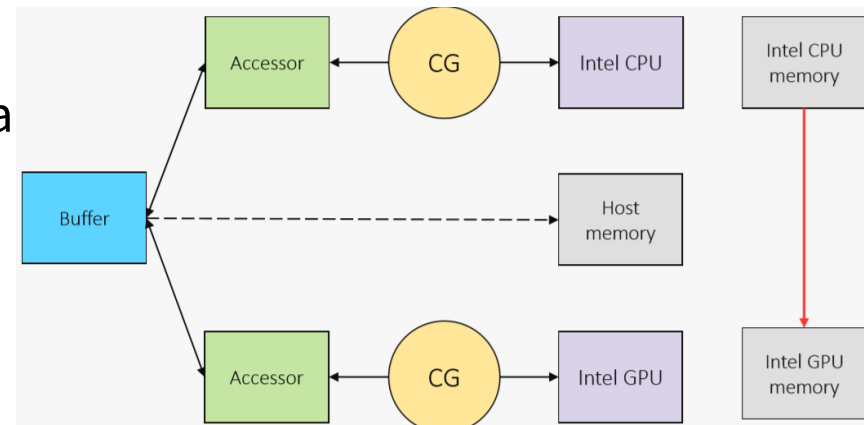 Accessor
CG
Intel CPU
Intel CPU
memory
a
Buffer
Host
memory
Accessor
CG
Intel GPU
Intel GPU
memory